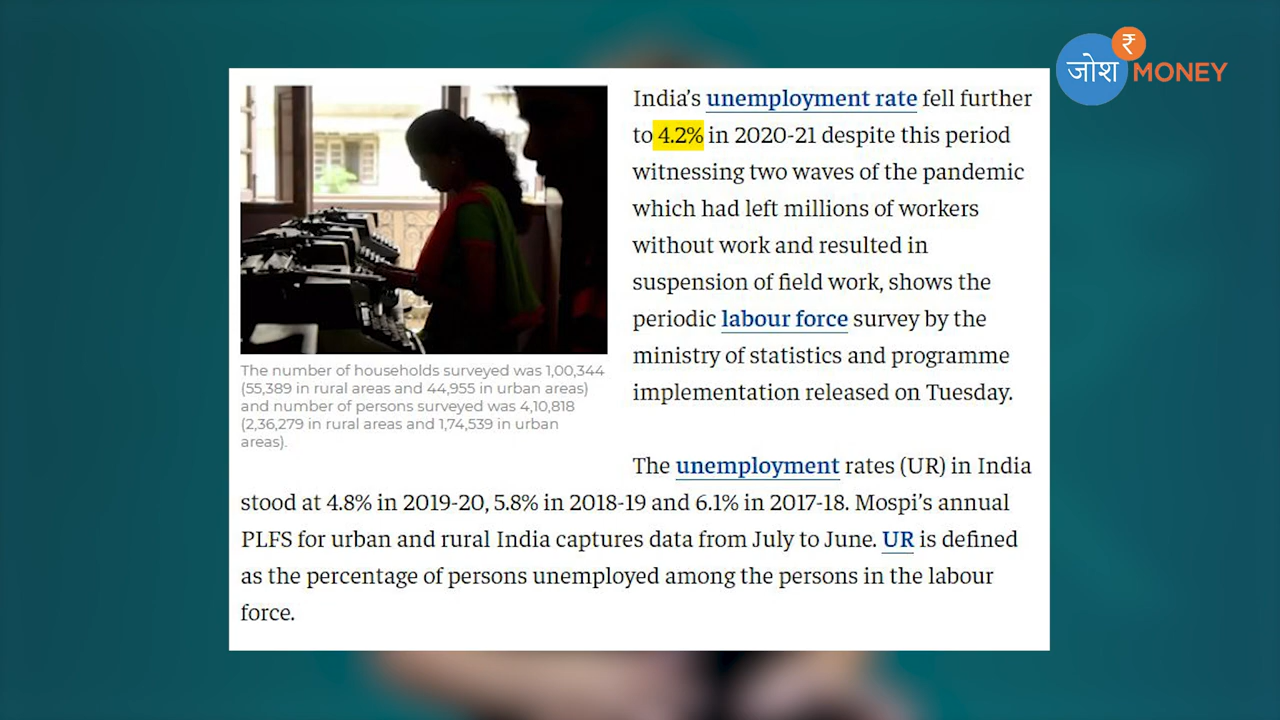 ₹
जोश MONEY
India's unemployment rate fell further
to 4.2% in 2020-21 despite this period
witnessing two waves of the pandemic
which had left millions of workers
without work and resulted in
suspension of field work, shows the
periodic labour force survey by the
ministry of statistics and programme
implementation released on Tuesday.
The number of households surveyed was 1,00,344
(55,389 in rural areas and 44,955 in urban areas)
and number of persons surveyed was 4,10,818
(2,36,279 in rural areas and 1,74,539 in urban
areas).
The unemployment rates (UR) in India
stood at 4.8% in 2019-20, 5.8% in 2018-19 and 6.1% in 2017-18. Mospi's annual
PLFS for urban and rural India captures data from July to June. UR is defined
as the percentage of persons unemployed among the persons in the labour
force.